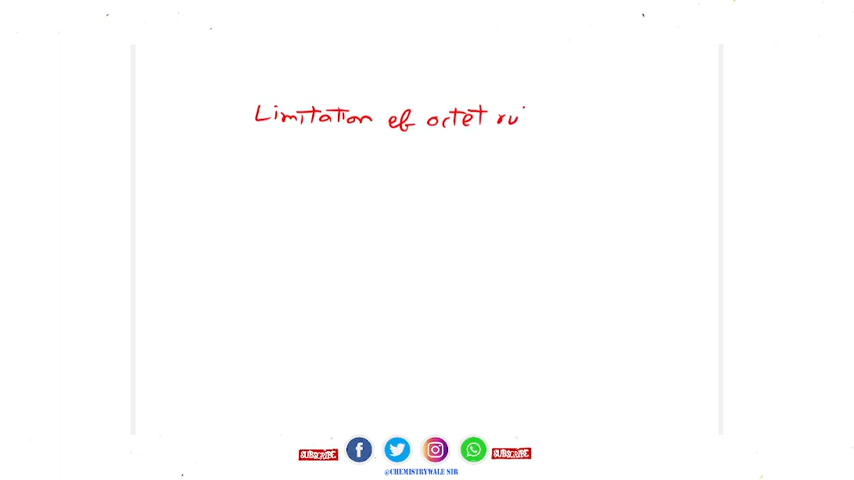 Limitation of octet ru
SUBSCRIBE SUBSCRIBE
@CHEMISTRYWALE SIR